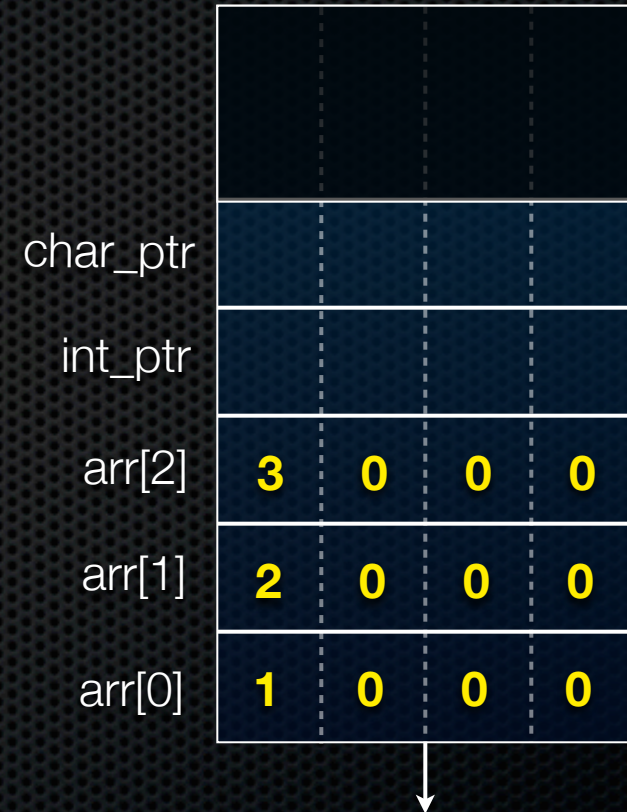 char_ptr
int_ptr
arr[2] 3 0 0 0
arr[1] 2 0 0 0
arr[0] 1 0 0 0